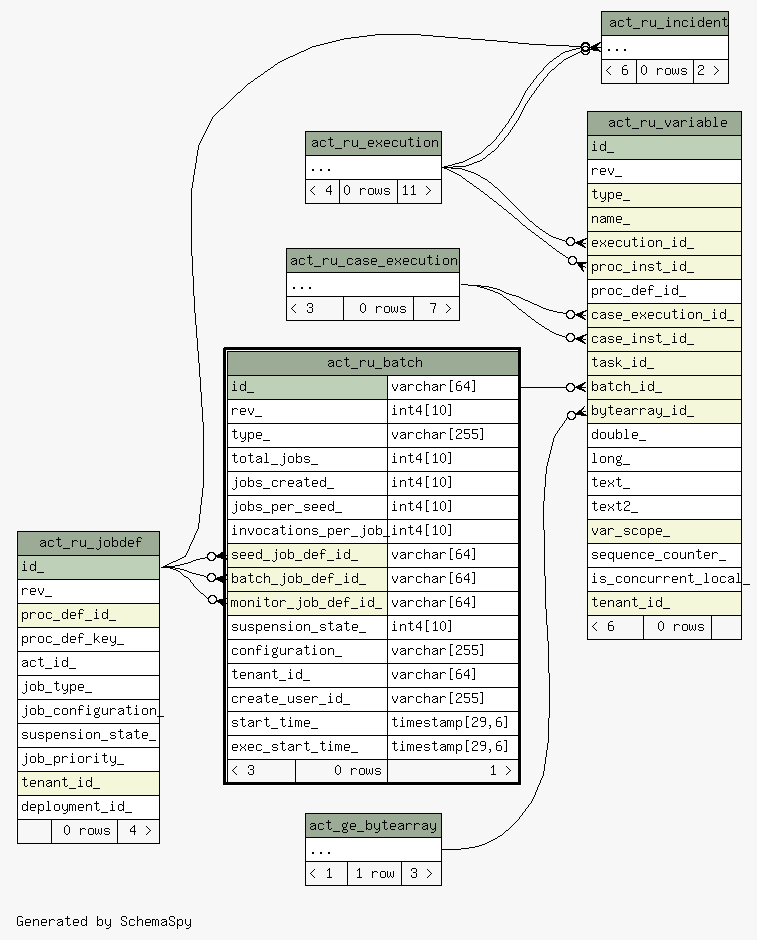 act_ru_incident
...
< 6 0 rows 2 >
act_ru_variable
id_
rev_
type_
name_
execution_id_
proc_inst_id_
proc_def_id_
case_execution_id_
case_inst_id_
task_id_
batch_id_
bytearray_id_
double_
long_
text_
text2_
var_scope_
sequence_counter_
is_concurrent_local_
tenant_id_
< 6 0 rows
act_ru_execution
...
< 4 0 rows 11 >
act_ru_case_execution
...
< 3 0 rows 7 >
act_ru_batch
id_ varchar[64]
rev_ int4[10]
type_ varchar[255]
total_jobs_ int4[10]
jobs_created_ int4[10]
jobs_per_seed_ int4[10]
invocations_per_job_ int4[10]
seed_job_def_id_ varchar[64]
batch_job_def_id_ varchar[64]
monitor_job_def_id_ varchar[64]
suspension_state_ int4[10]
configuration_ varchar[255]
tenant_id_ varchar[64]
create_user_id_ varchar[255]
start_time_ timestamp[29,6]
exec_start_time_ timestamp[29,6]
< 3 0 rows 1 >
act_ru_jobdef
id_
rev_
proc_def_id_
proc_def_key_
act_id_
job_type_
job_configuration_
suspension_state_
job_priority_
tenant_id_
deployment_id_
0 rows 4 >
act_ge_bytearray
...
< 1 1 row 3 >
Generated by SchemaSpy